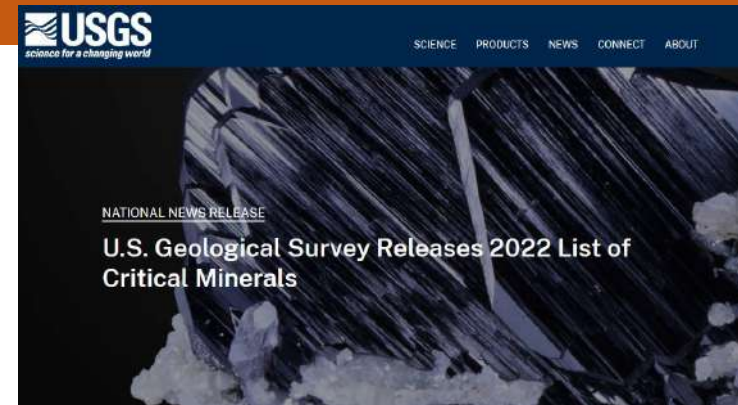 USGS
science for a changing world
SCIENCE PRODUCTS NEWS CONNECT ABOUT
NATIONAL NEWS RELEASE
U.S. Geological Survey Releases 2022 List of
Critical Minerals